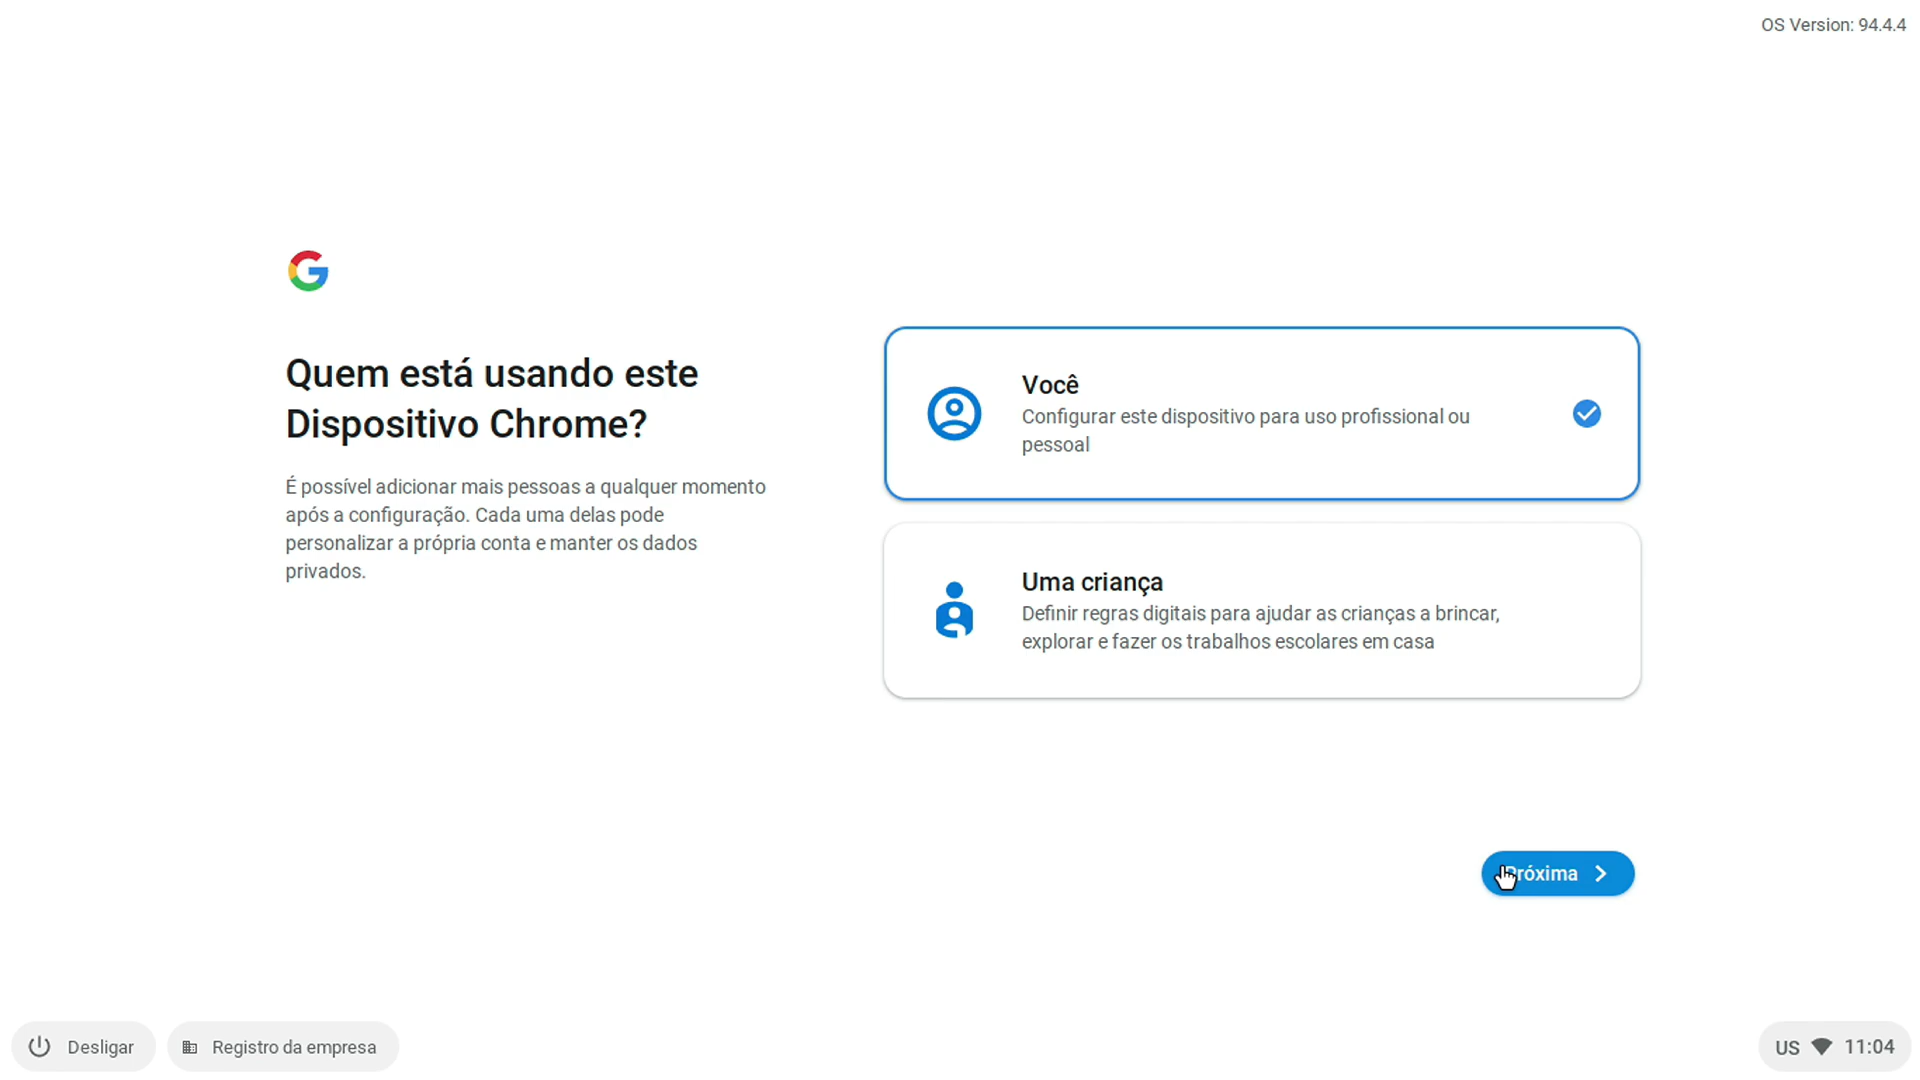 OS Version: 94.4.4
Quem está usando este
Dispositivo Chrome?
É possível adicionar mais pessoas a qualquer momento
após a configuração. Cada uma delas pode
personalizar a própria conta e manter os dados
privados.
Você
Configurar este dispositivo para uso profissional ou
pessoal
Uma criança
Definir regras digitais para ajudar as crianças a brincar,
explorar e fazer os trabalhos escolares em casa
Próxima
Desligar
Registro da empresa
US 11:04